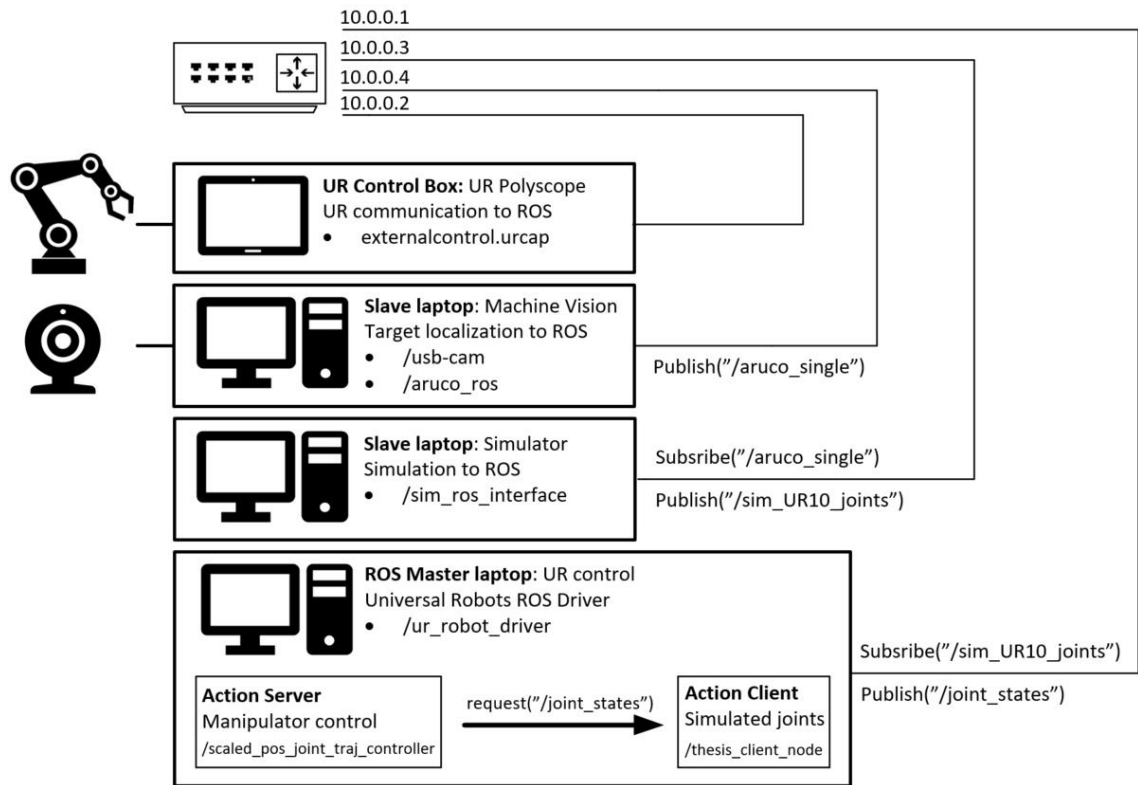 10.0.0.1
10.0.0.3
10.0.0.4
10.0.0.2
UR Control Box: UR Polyscope
UR communication to ROS
• externalcontrol.urcap
Slave laptop: Machine Vision
Target localization to ROS
• /usb-cam
• /aruco_ros
Publish("/aruco_single")
Slave laptop: Simulator
Simulation to ROS
• /sim_ros_interface
Subsribe("/aruco_single")
Publish("/sim_UR10_joints")
ROS Master laptop: UR control
Universal Robots ROS Driver
• /ur_robot_driver
Subsribe("/sim_UR10_joints")
Publish("/joint_states")
Action Server
Manipulator control
/scaled_pos_joint_traj_controller
request("/joint_states")
Action Client
Simulated joints
/thesis_client_node